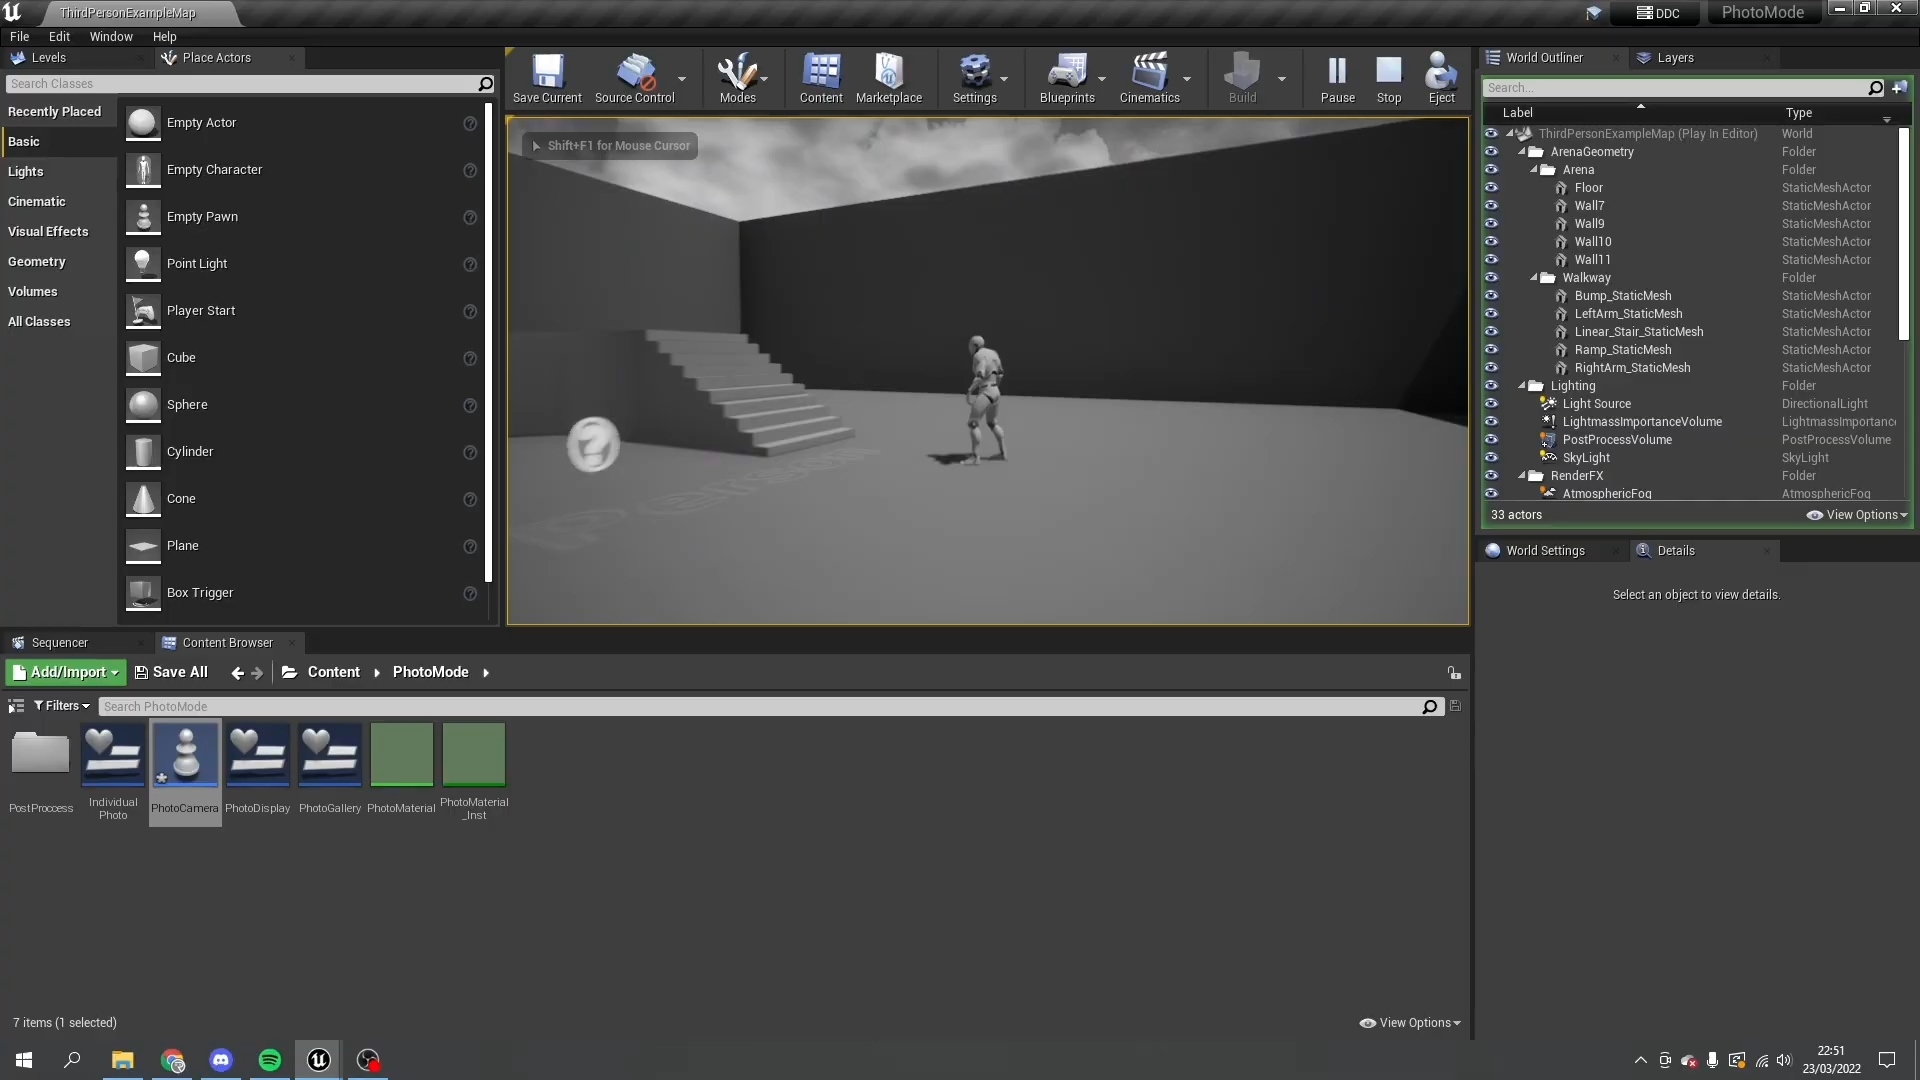 ThirdPersonExampleMap
DDC
PhotoMode
File
Edit
Window
Help
Levels
Place Actors
Search Classes
Recently Placed
Basic
Lights
Cinematic
Visual Effects
Geometry
Volumes
All Classes
Empty Actor
Empty Character
Empty Pawn
Point Light
Player Start
Cube
Sphere
Cylinder
Cone
Plane
Box Trigger
Save Current
Source Control
Modes
Content
Marketplace
Settings
Blueprints
Cinematics
Build
Pause
Stop
Eject
Shift+F1 for Mouse Cursor
World Outliner
Layers
Search...
Label
Type
ThirdPersonExampleMap (Play In Editor)
World
ArenaGeometry
Folder
Arena
Folder
Floor
StaticMeshActor
Wall7
StaticMeshActor
Wall9
StaticMeshActor
Wall10
StaticMeshActor
Wall11
StaticMeshActor
Walkway
Folder
Bump_StaticMesh
StaticMeshActor
LeftArm_StaticMesh
StaticMeshActor
Linear_Stair_StaticMesh
StaticMeshActor
Ramp_StaticMesh
StaticMeshActor
RightArm_StaticMesh
StaticMeshActor
Lighting
Folder
Light Source
DirectionalLight
LightmassImportanceVolume
LightmassImportance
PostProcessVolume
PostProcessVolume
SkyLight
SkyLight
RenderFX
Folder
AtmosphericFog
AtmosphericFog
33 actors
View Options
World Settings
Details
Select an object to view details.
Sequencer
Content Browser
Add/Import
Save All
Content
PhotoMode
Filters
Search PhotoMode
PostProccess
Individual
Photo
PhotoCamera
PhotoDisplay
PhotoGallery
PhotoMaterial
PhotoMaterial
_Inst
7 items (1 selected)
View Options
22:51
23/03/2022